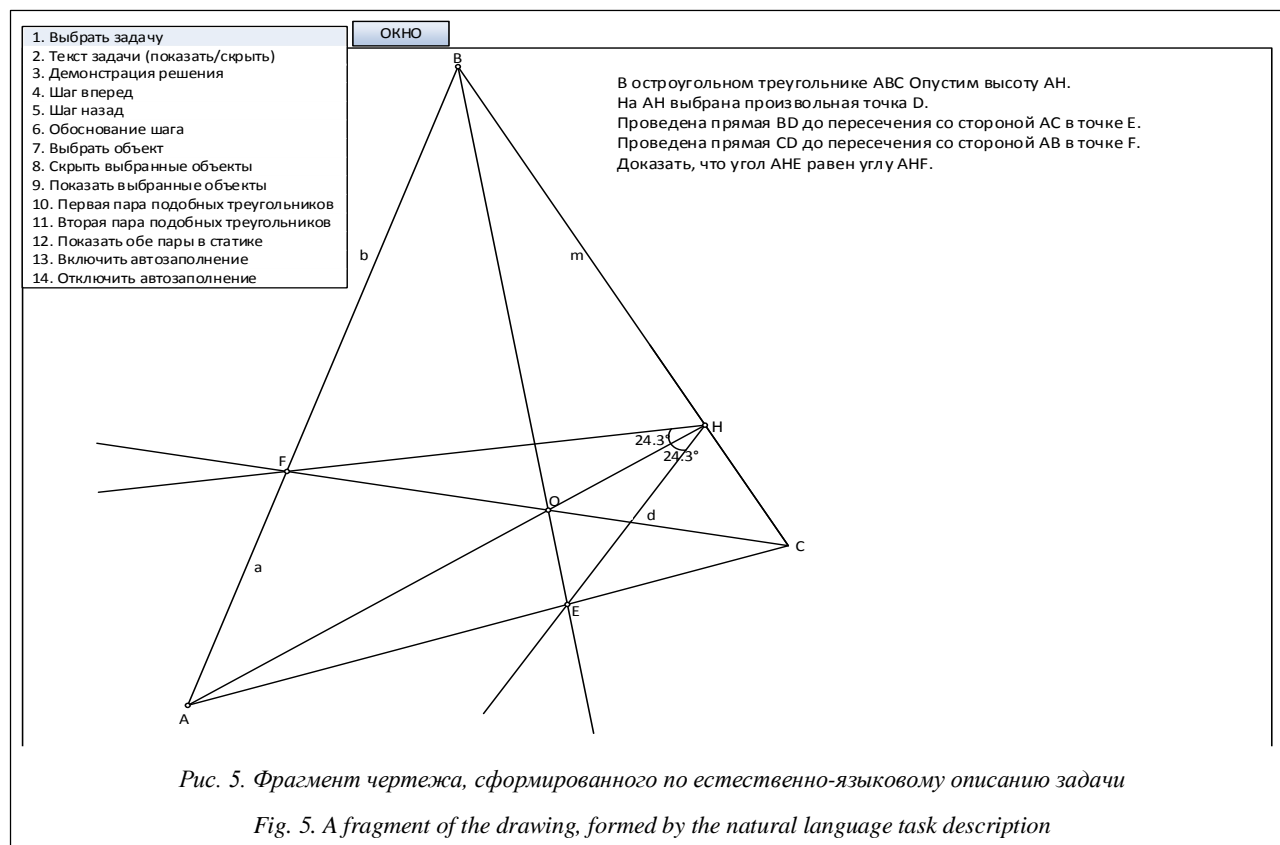 1. Выбрать задачу
2. Текст задачи (показать/скрыть)
3. Демонстрация решения
4. Шаг вперед
5. Шаг назад
6. Обоснование шага
7. Выбрать объект
8. Скрыть выбранные объекты
9. Показать выбранные объекты
10. Первая пара подобных треугольников
11. Вторая пара подобных треугольников
12. Показать обе пары в статике
13. Включить автозаполнение
14. Отключить автозаполнение
ОКНО
В остроугольном треугольнике ABC Опустим высоту AH.
На AH выбрана произвольная точка D.
Проведена прямая BD до пересечения со стороной AC в точке E.
Проведена прямая CD до пересечения со стороной AB в точке F.
Доказать, что угол AHE равен углу AHF.
B
b
m
H
24.3°
24.3°
F
O
d
C
a
E
A
Рис. 5. Фрагмент чертежа, сформированного по естественно-языковому описанию задачи
Fig. 5. A fragment of the drawing, formed by the natural language task description